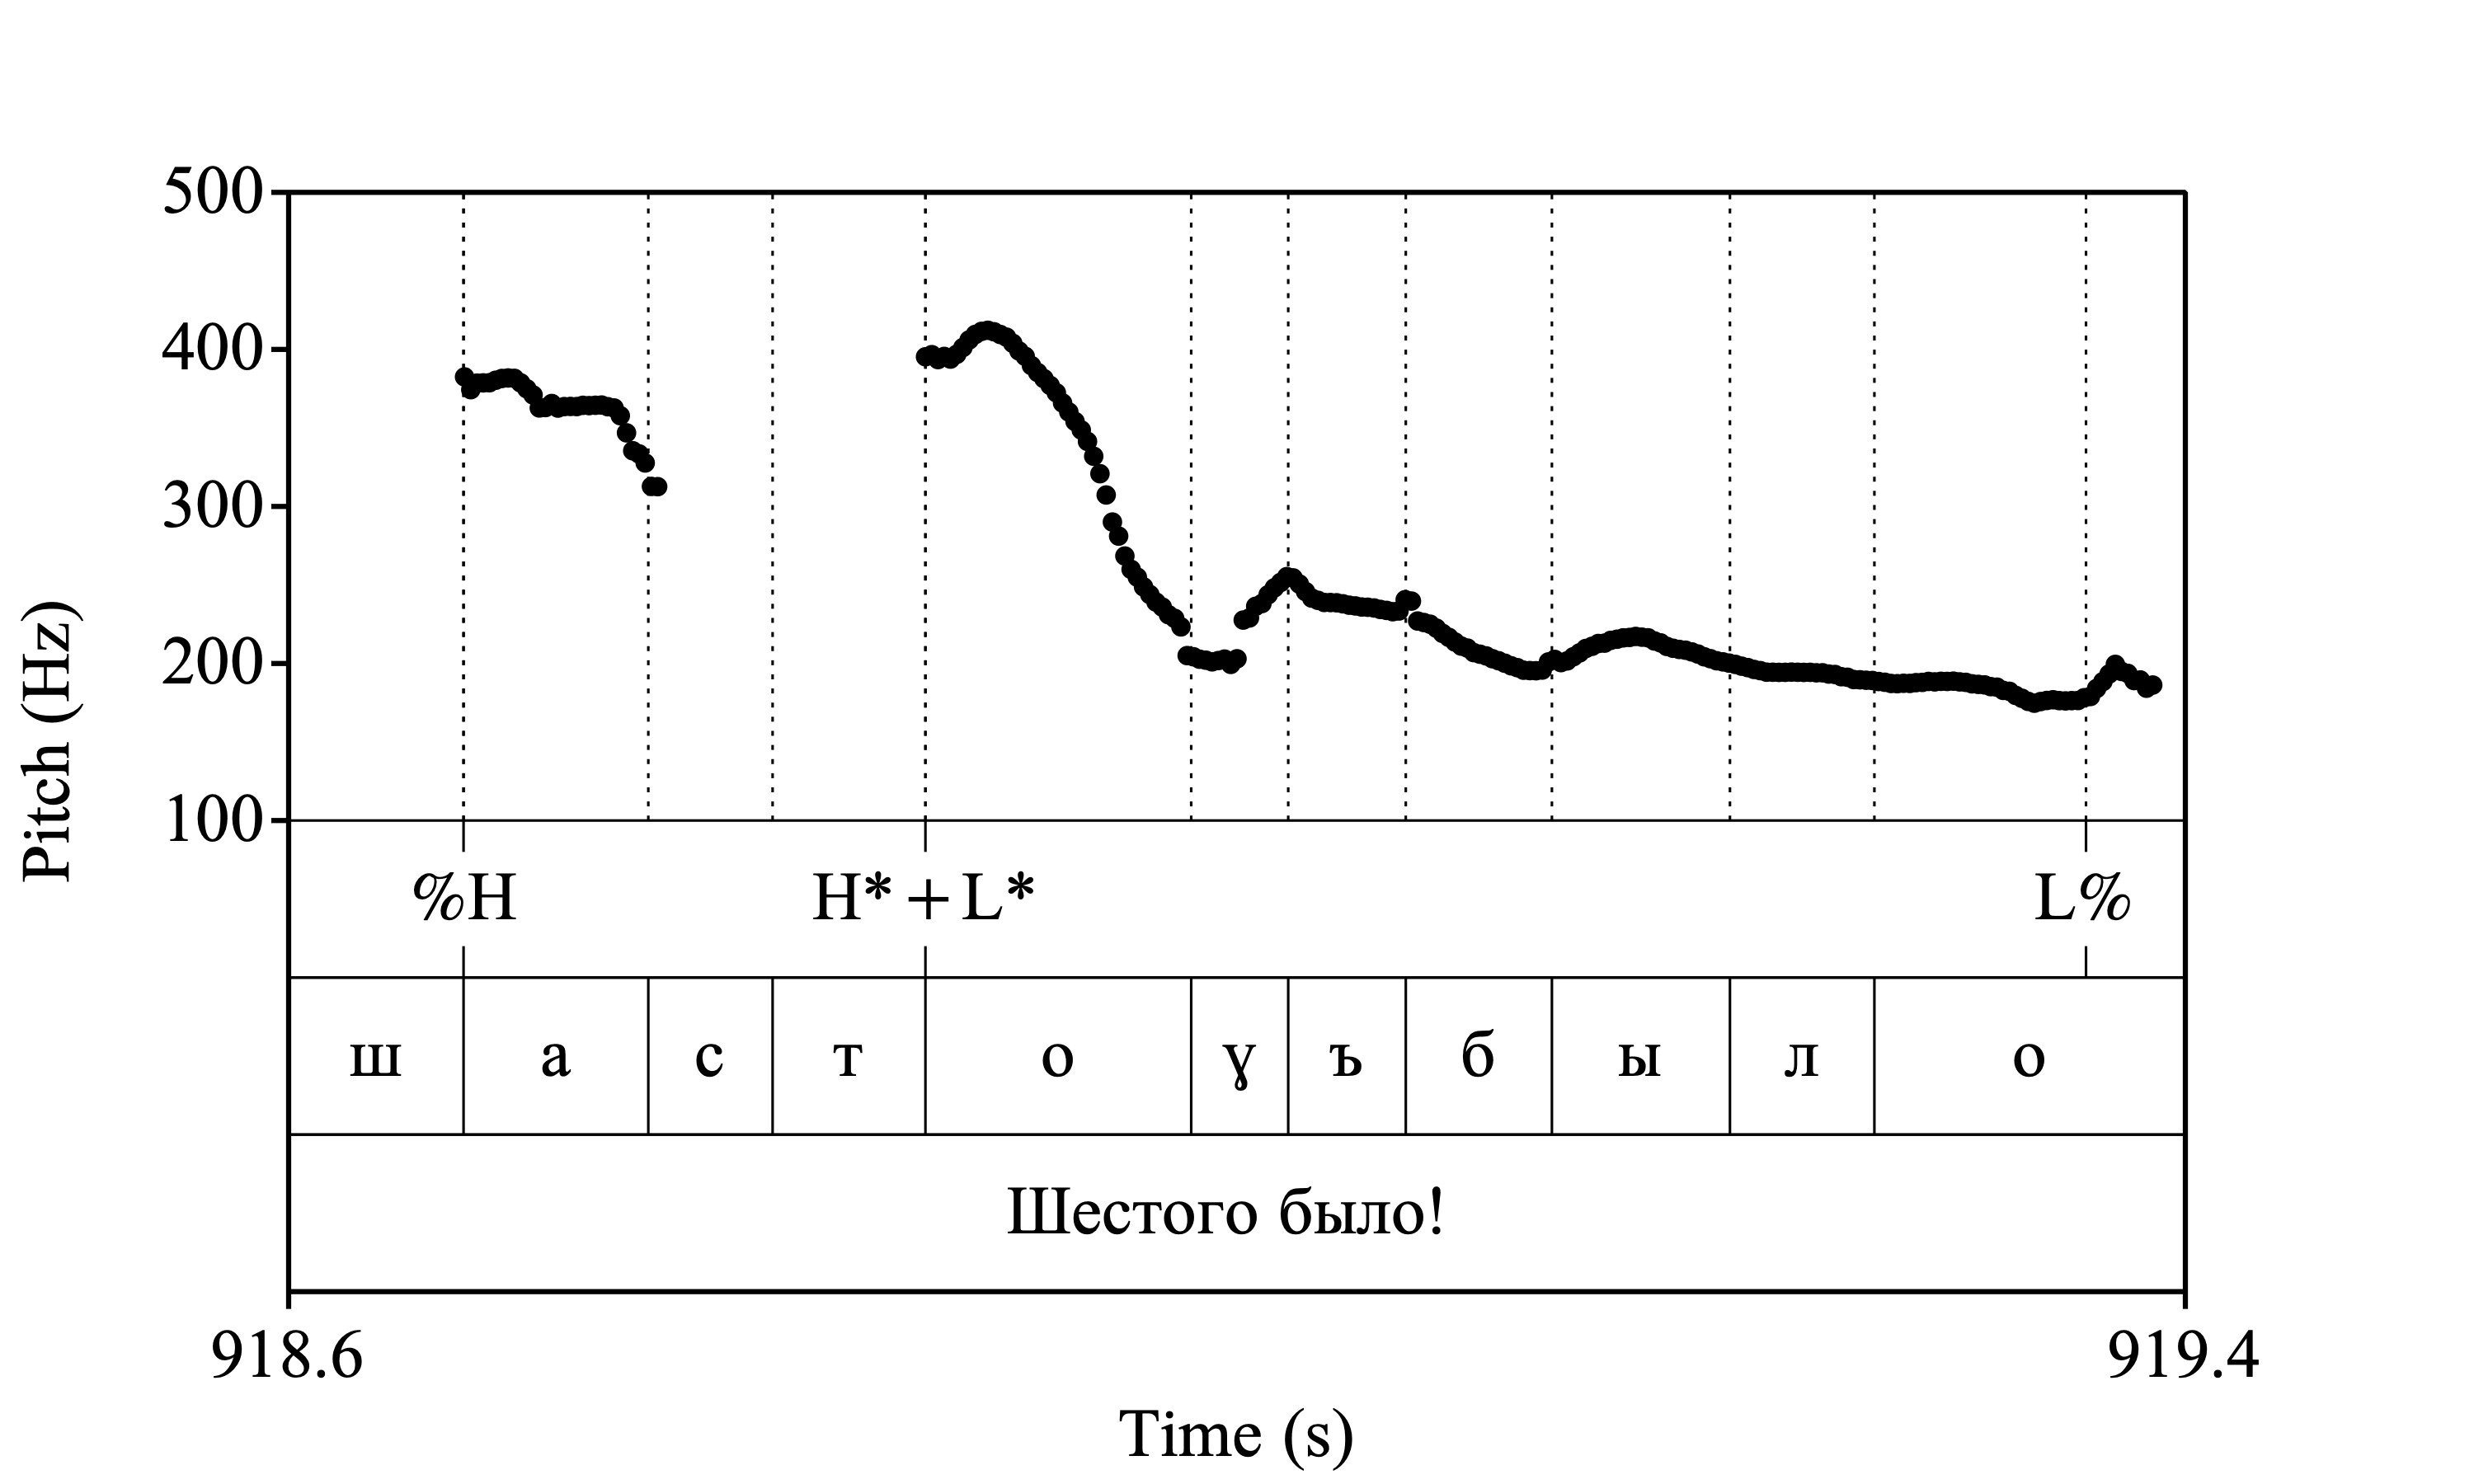 500
400
300
200
100
Pitch (Hz)
%H H*+L* L%
ш а с т о ɣ ъ б ы л о
Шестого было!
918.6 919.4
Time (s)